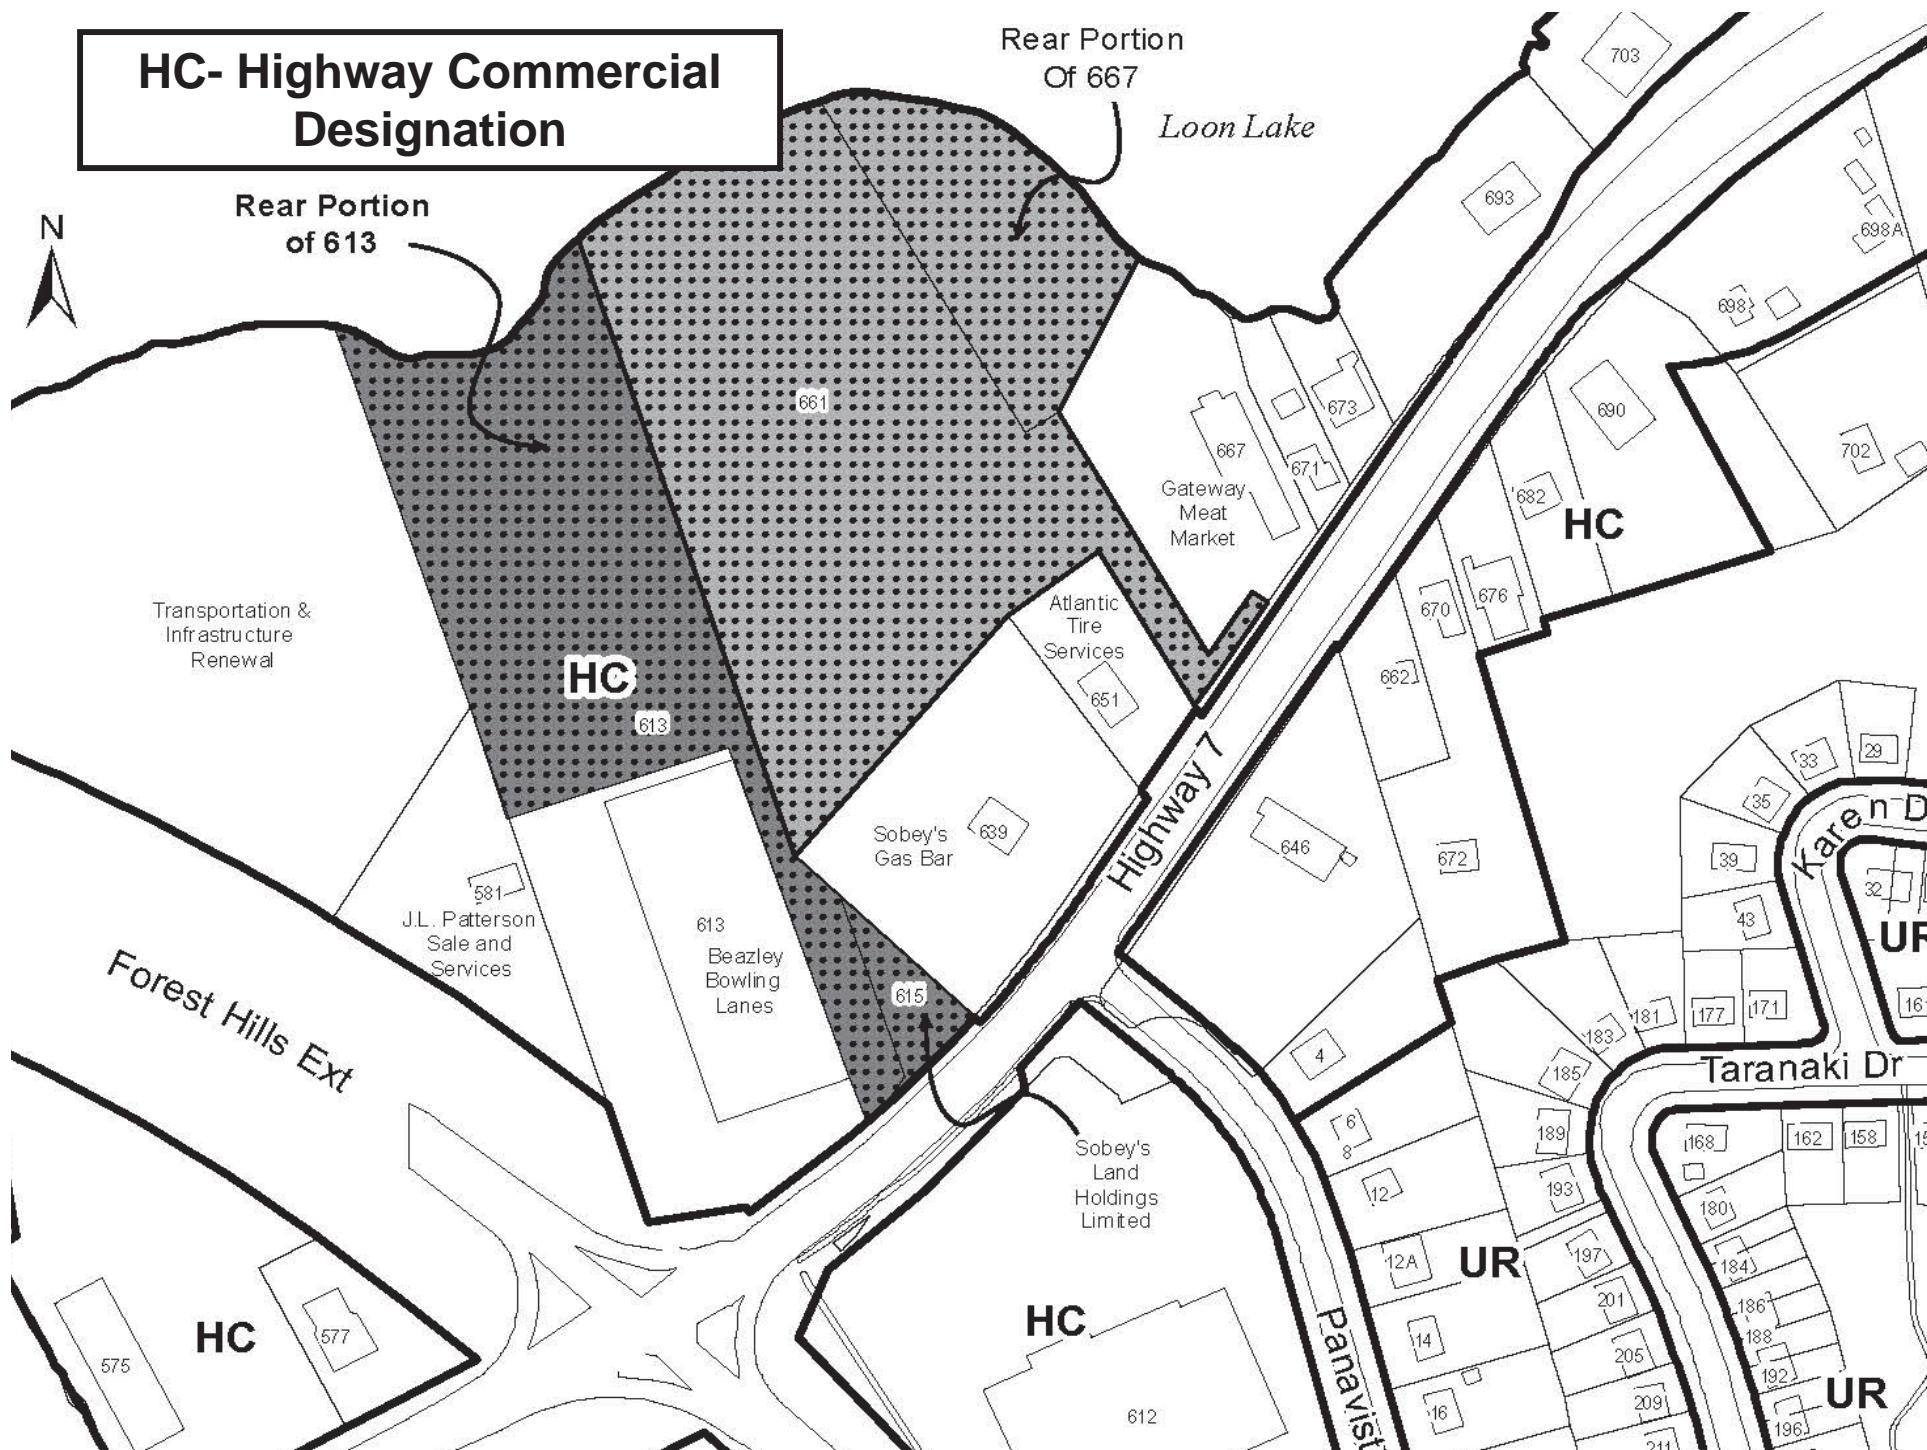 HC- Highway Commercial
Designation
Rear Portion
Of 667
Loon Lake
703
Rear Portion
of 613
N
693
698A
698
661
673
667
671
690
702
Gateway
Meat
Market
682
HC
Transportation &
Infrastructure
Renewal
Atlantic
Tire
Services
651
670
676
HC
613
662
Highway 7
29
33
35
Karen D
39
32
43
UR
Sobey's
Gas Bar
639
646
672
581
J.L. Patterson
Sale and
Services
613
Beazley
Bowling
Lanes
615
Forest Hills Ext
171
177
181
183
185
161
4
Taranaki Dr
6
8
189
168
162
158
15
Sobey's
Land
Holdings
Limited
12
193
180
12A
UR
197
184
201
186
188
HC
575
577
HC
612
Panavist
14
205
192
UR
16
209
196
211